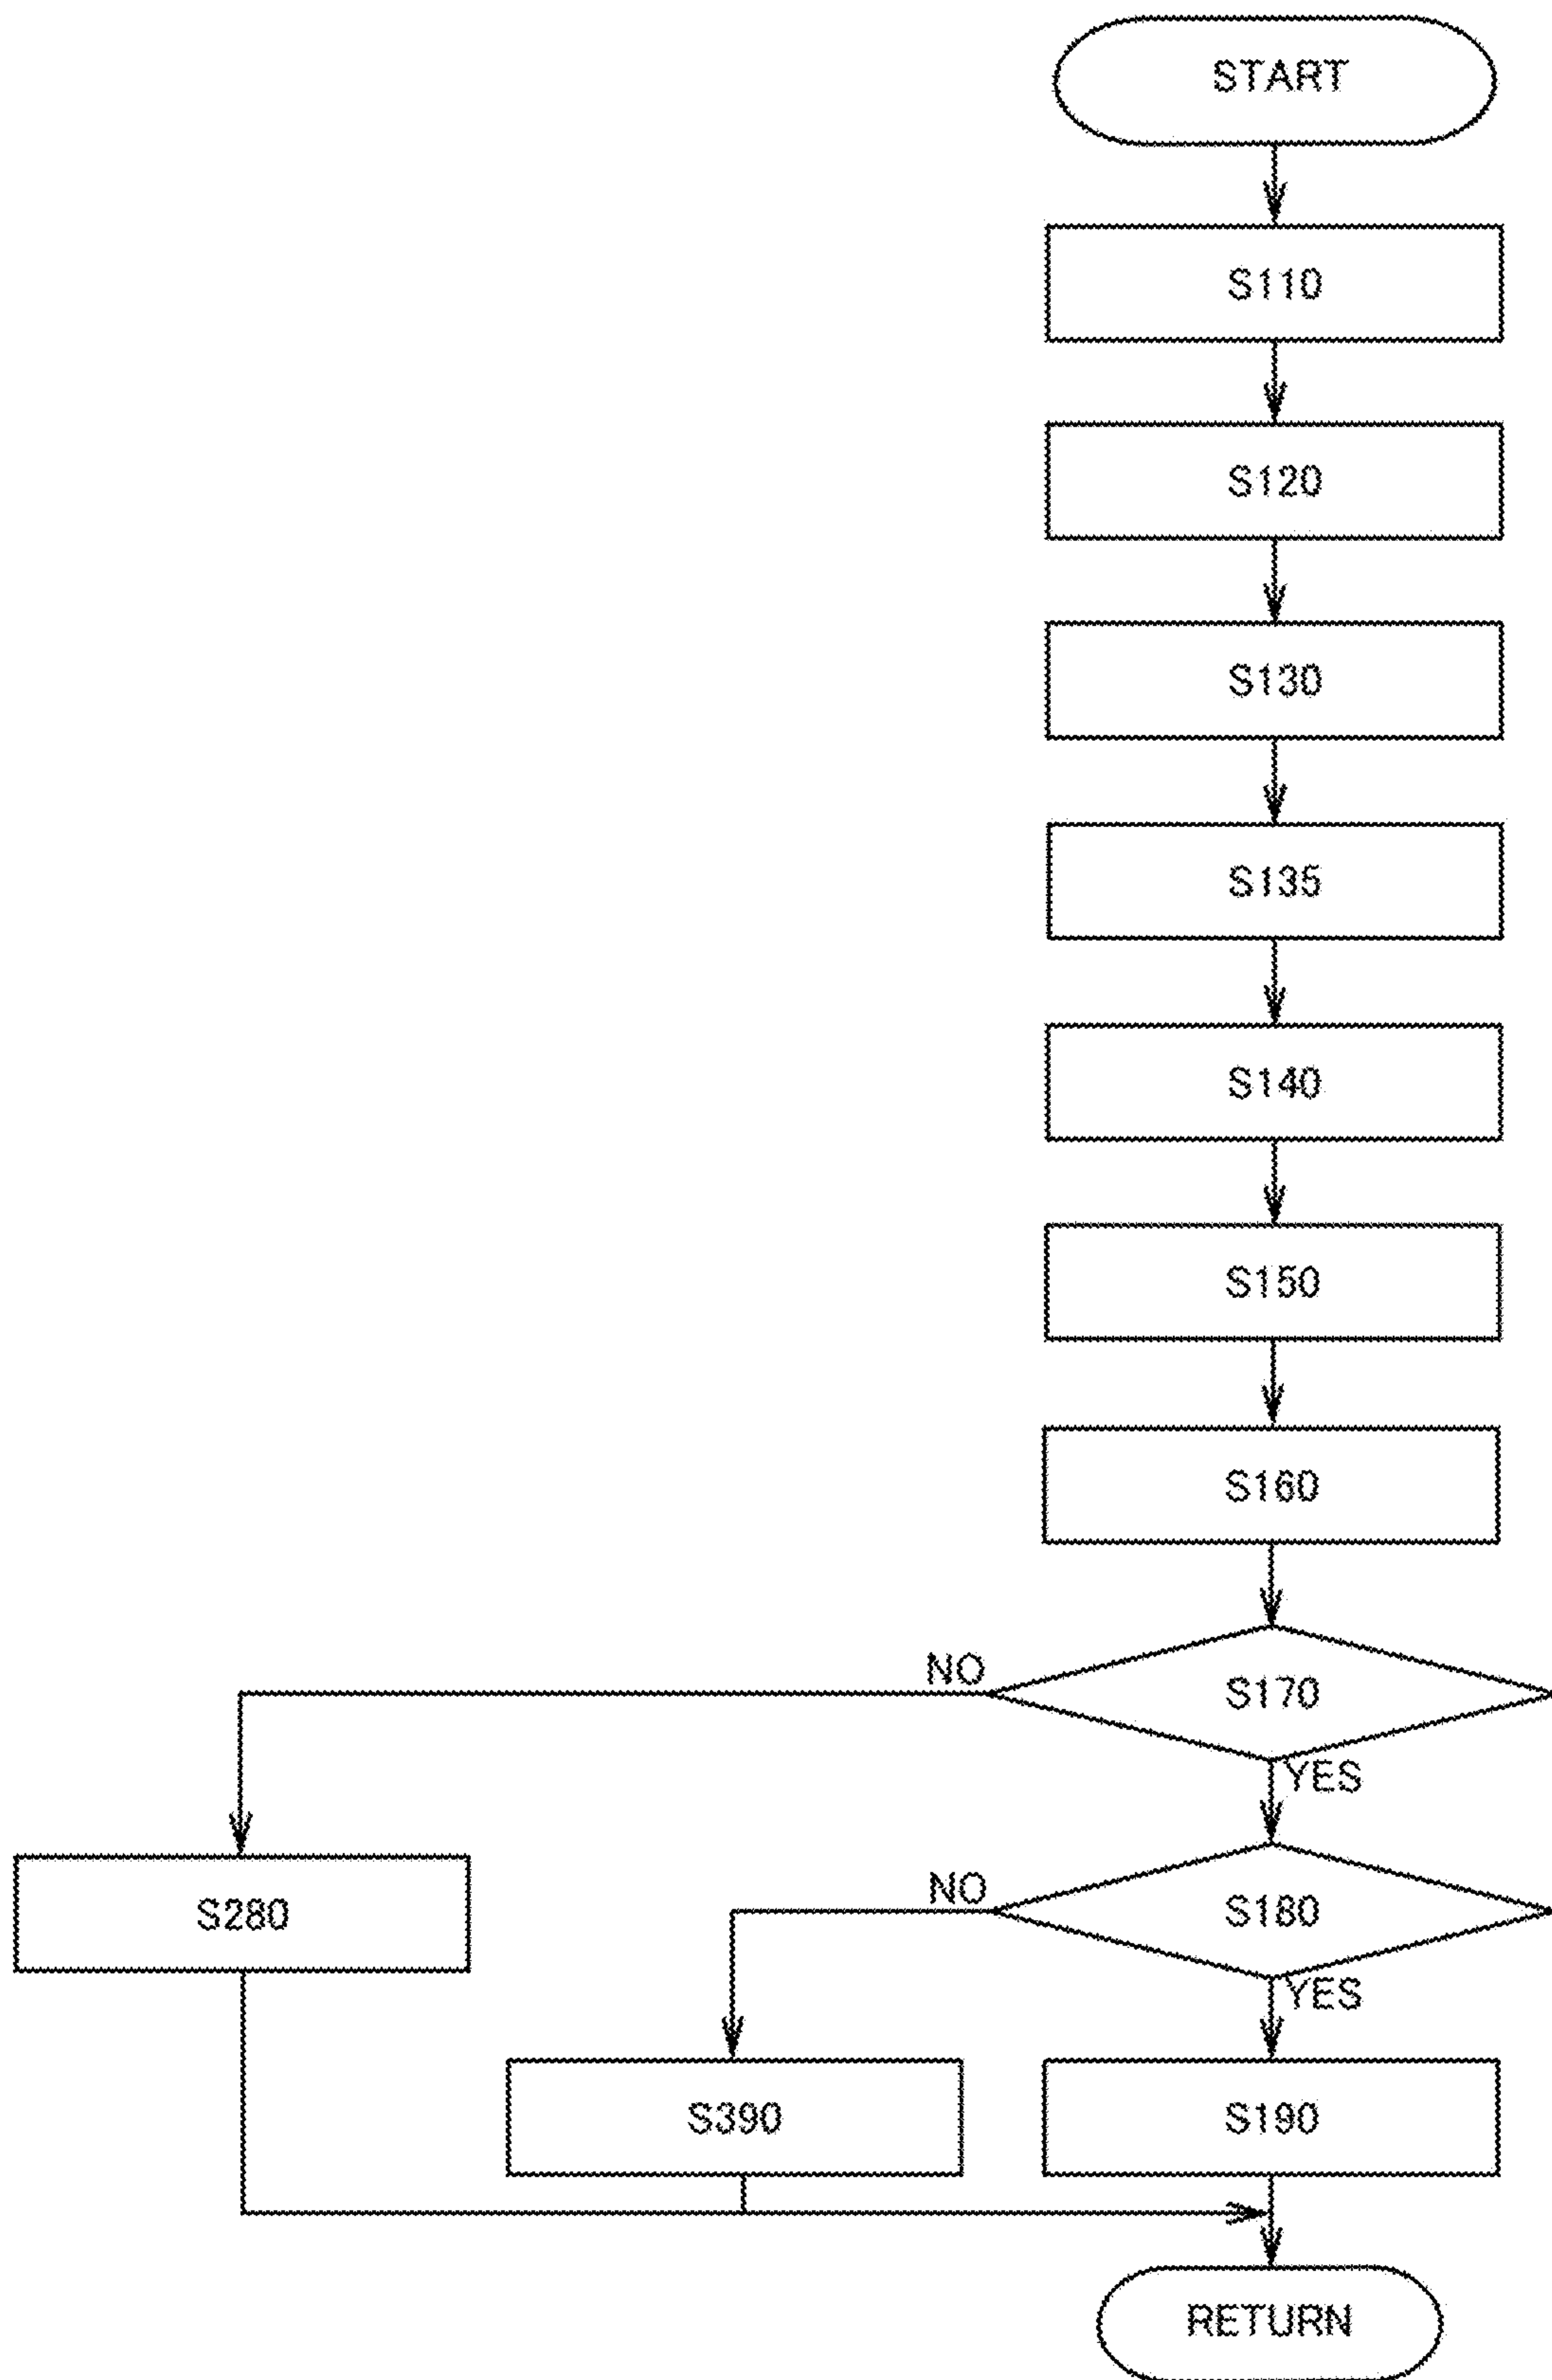 START
S110
S120
S130
S135
S140
S150
S160
NO
S170
YES
S280
NO
S180
YES
S390
S190
RETURN